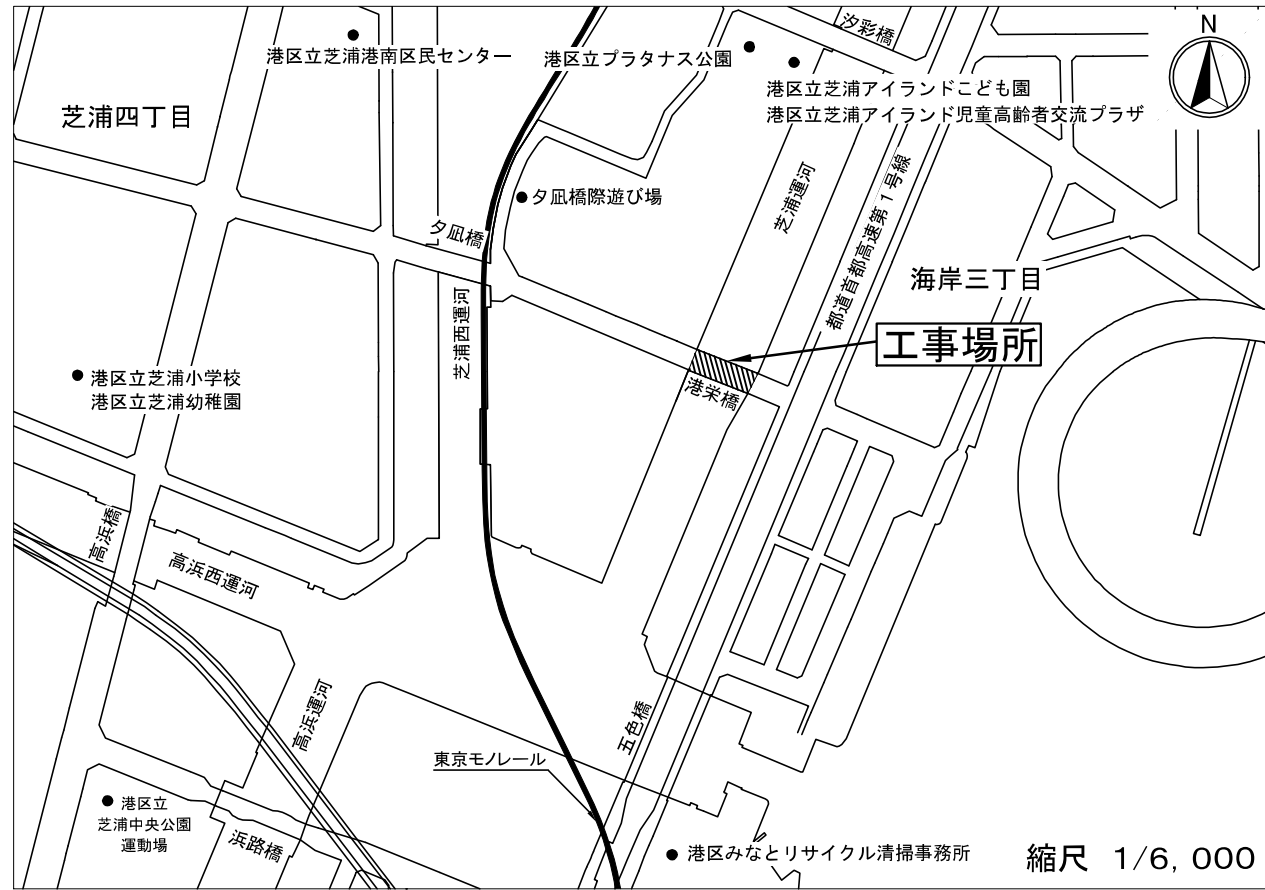 汐彩橋
N
港区立芝浦港南区民センター
港区立プラタナス公園
港区立芝浦アイランドこども園
港区立芝浦アイランド児童高齢者交流プラザ
芝浦四丁目
夕凪橋際遊び場
芝浦運河
都道首都高速第1号線
夕凪橋
海岸三丁目
芝浦西運河
工事場所
港区立芝浦小学校
港区立芝浦幼稚園
港栄橋
高浜橋
高浜西運河
高浜運河
五色橋
東京モノレール
港区立
芝浦中央公園
運動場
浜路橋
港区みなとリサイクル清掃事務所
縮尺 1/6,000